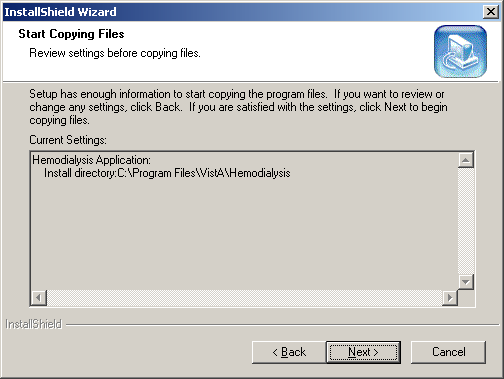 InstallShield Wizard
Start Copying Files
Review settings before copying files.
Setup has enough information to start copying the program files. If you want to review or
change any settings, click Back. If you are satisfied with the settings, click Next to begin
copying files.
Current Settings:
Hemodialysis Application:
Install directory:C:\Program Files\VistA\Hemodialysis
InstallShield
< Back
Next >
Cancel